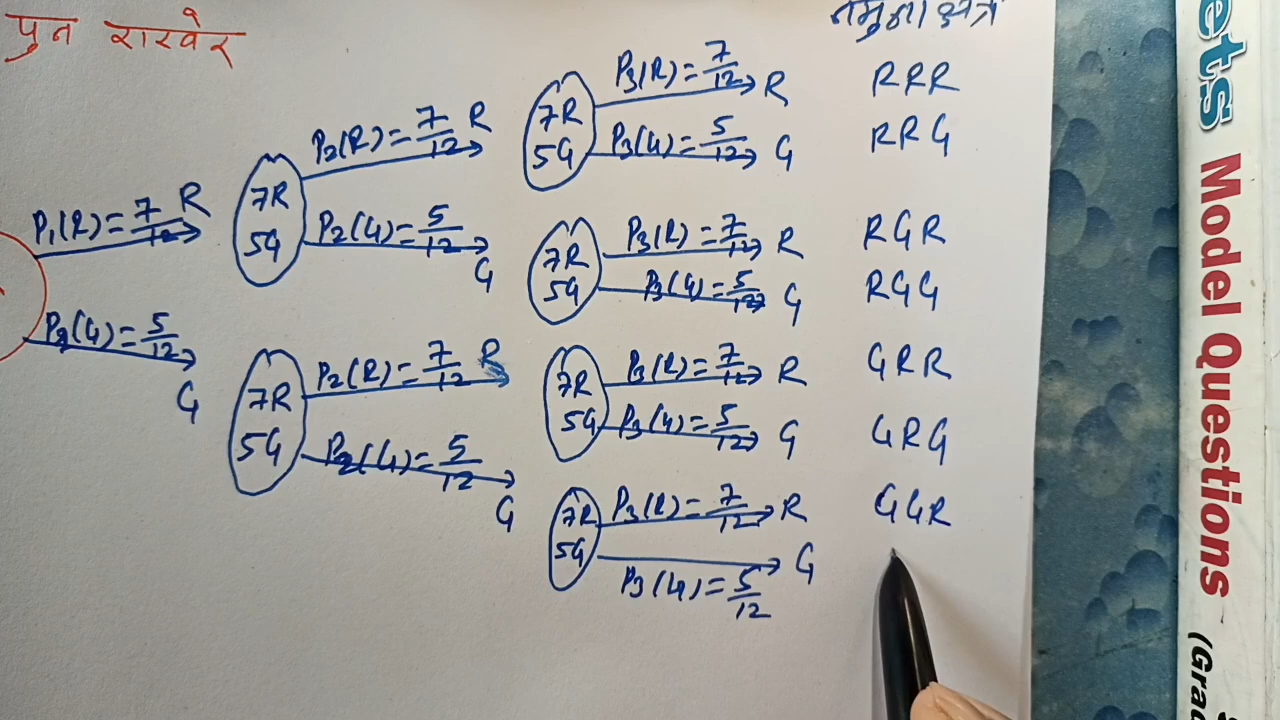 पुन राखेर
नमुना क्षेत्र
P₁(R)=7/12 R
P₁(G)=5/12
G
7R
5G
P₂(R)=7/12 R
P₂(G)=5/12
G
7R
5G
P₂(R)=7/12 R
P₂(G)=5/12
G
7R
5G
P₃(R)=7/12 R RRR
P₃(G)=5/12 G RRG
7R
5G
P₃(R)=7/12 R RGR
P₃(G)=5/12 G RGG
7R
5G
P₃(R)=7/12 R GRR
P₃(G)=5/12 G GRG
7R
5G
P₃(R)=7/12 R GGR
G
P₃(G)=5/12
ets Model Questions
(Grad